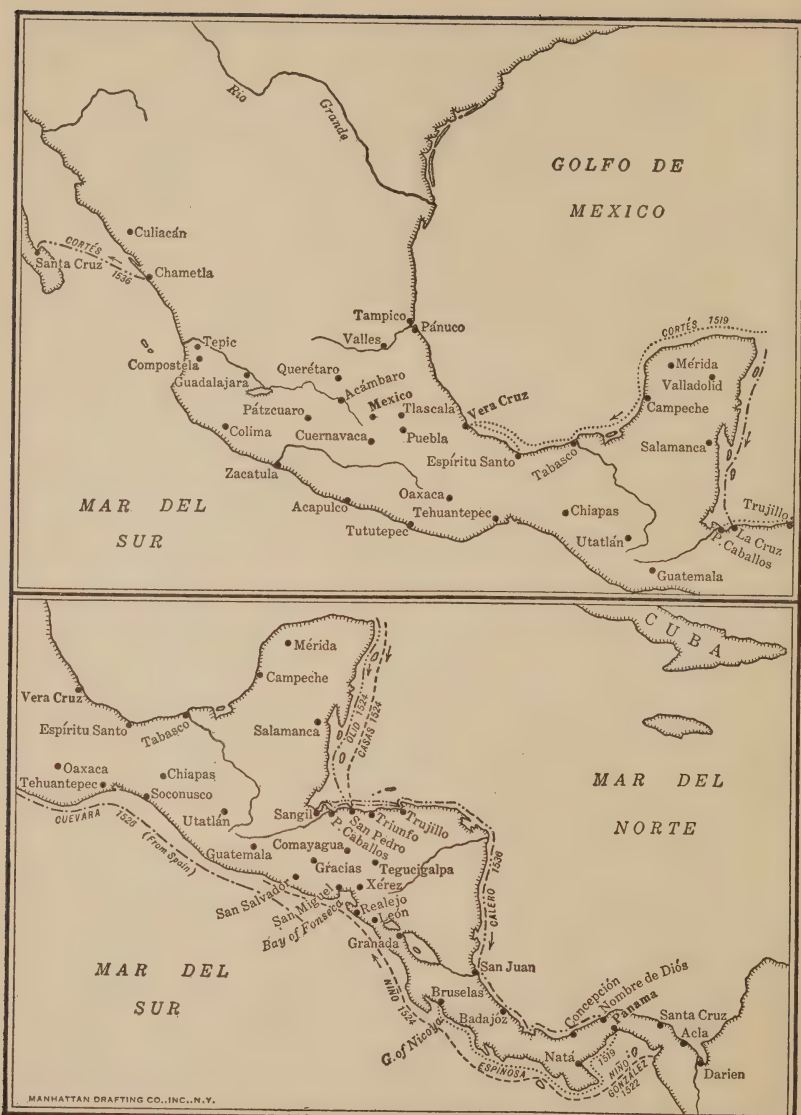 Rio
Grande
GOLFO DE
MEXICO
Culiacán
CORTÉS
1536
Santa Cruz
Chametla
Tampico
Pánuco
Valles
CORTÉS 1519
Tepic
Compostela
Guadalajara
Querétaro
Acámbaro
Mérida
Valladolid
Pátzcuaro
Mexico
Tlascala
Vera Cruz
Campeche
Colima
Cuernavaca
Puebla
Salamanca
Espíritu Santo
Tabasco
Zacatula
MAR DEL
SUR
Acapulco
Oaxaca
Tehuantepec
Tututepec
Chiapas
Utatlán
Trujillo
La Cruz
P. Caballos
Guatemala
CUBA
Mérida
Campeche
Vera Cruz
Espíritu Santo
Tabasco
Salamanca
OLID 1524
CASAS 1524
Oaxaca
Tehuantepec
Chiapas
Soconusco
MAR DEL
NORTE
CUEVARA 1526
(From Spain)
Utatlán
Sangil
P. Caballos
San Pedro
Triunfo
Trujillo
Guatemala
Comayagua
Gracias
Tegucigalpa
San Salvador
San Miguel
Xérez
Bay of Fonseca
Realejo
León
CALERO 1536
Granada
MAR DEL
SUR
San Juan
NIÑO 1524
Bruselas
Badajóz
Concepción
Nombre de Diós
Panama
Santa Cruz
Acla
G. of Nicoya
Natá
ESPINOSA
1519
NIÑO
GONZÁLEZ
1522
Darien
MANHATTAN DRAFTING CO., INC., N.Y.